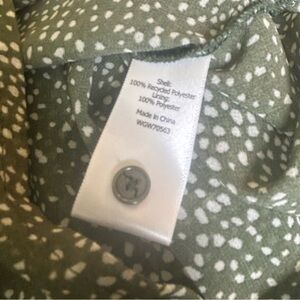 Shell:
100% Recycled Polyester
Lining:
100% Polyester
Made in China
WGW70563